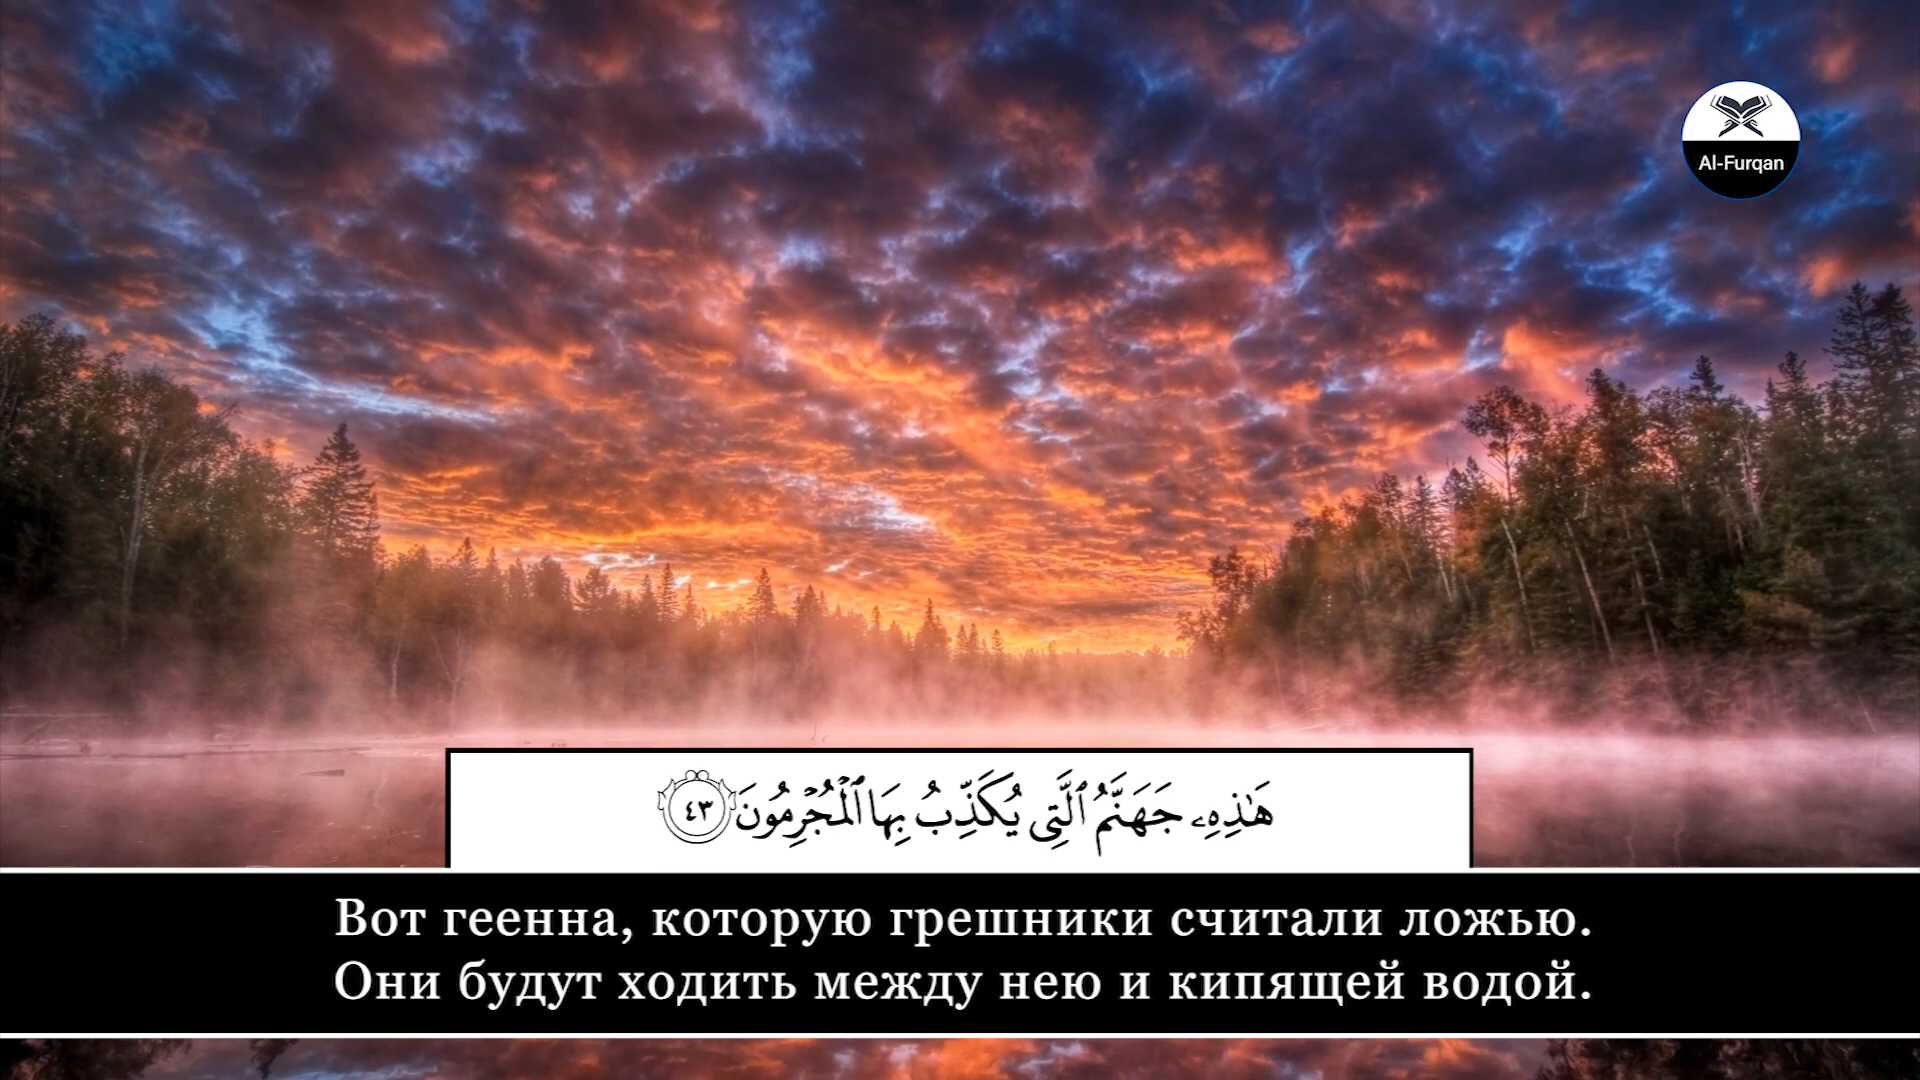 Al-Furqan
هَٰذِهِۦ جَهَنَّمُ ٱلَّتِى يُكَذِّبُ بِهَا ٱلْمُجْرِمُونَ ٤٣
Вот геенна, которую грешники считали ложью.
Они будут ходить между нею и кипящей водой.